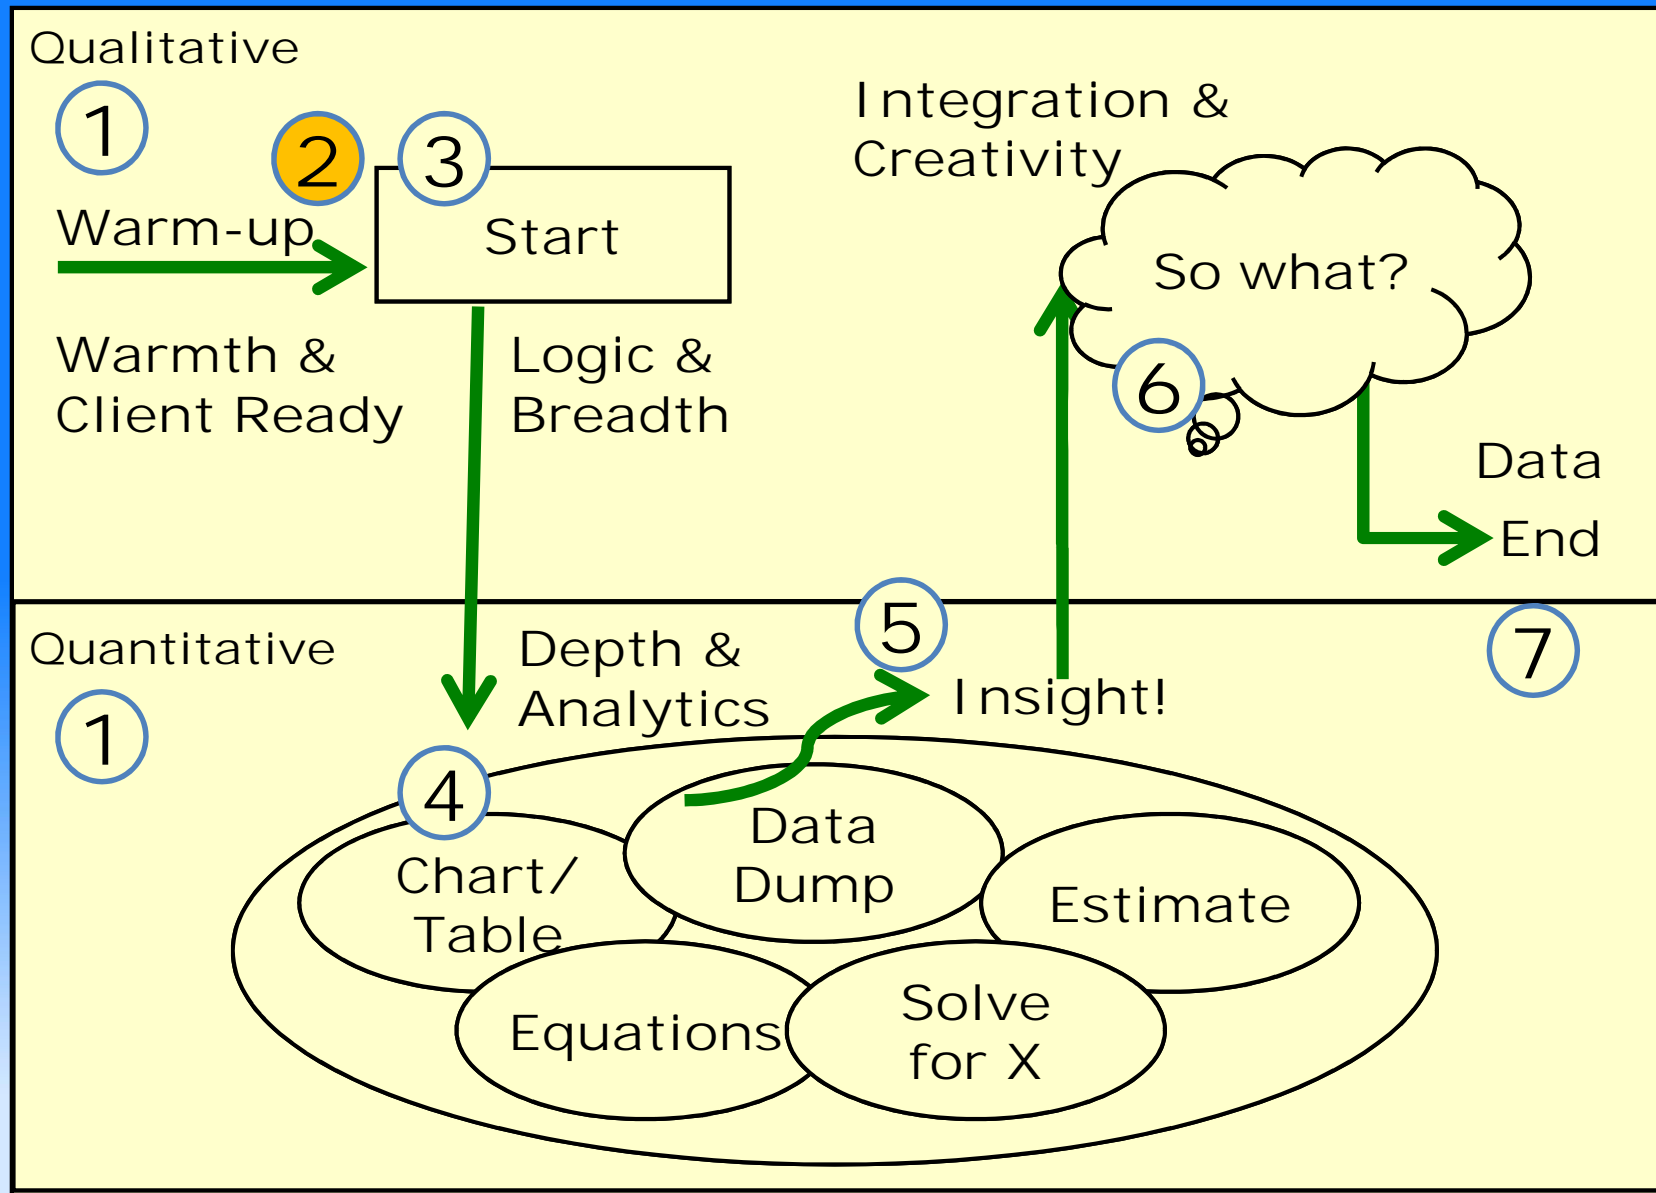 Qualitative
1
2
3
Warm-up
Start
Warmth &
Client Ready
Logic &
Breadth
Integration &
Creativity
So what?
6
Data
End
Quantitative
1
Depth &
Analytics
5
Insight!
7
4
Chart/
Table
Data
Dump
Estimate
Equations
Solve
for X